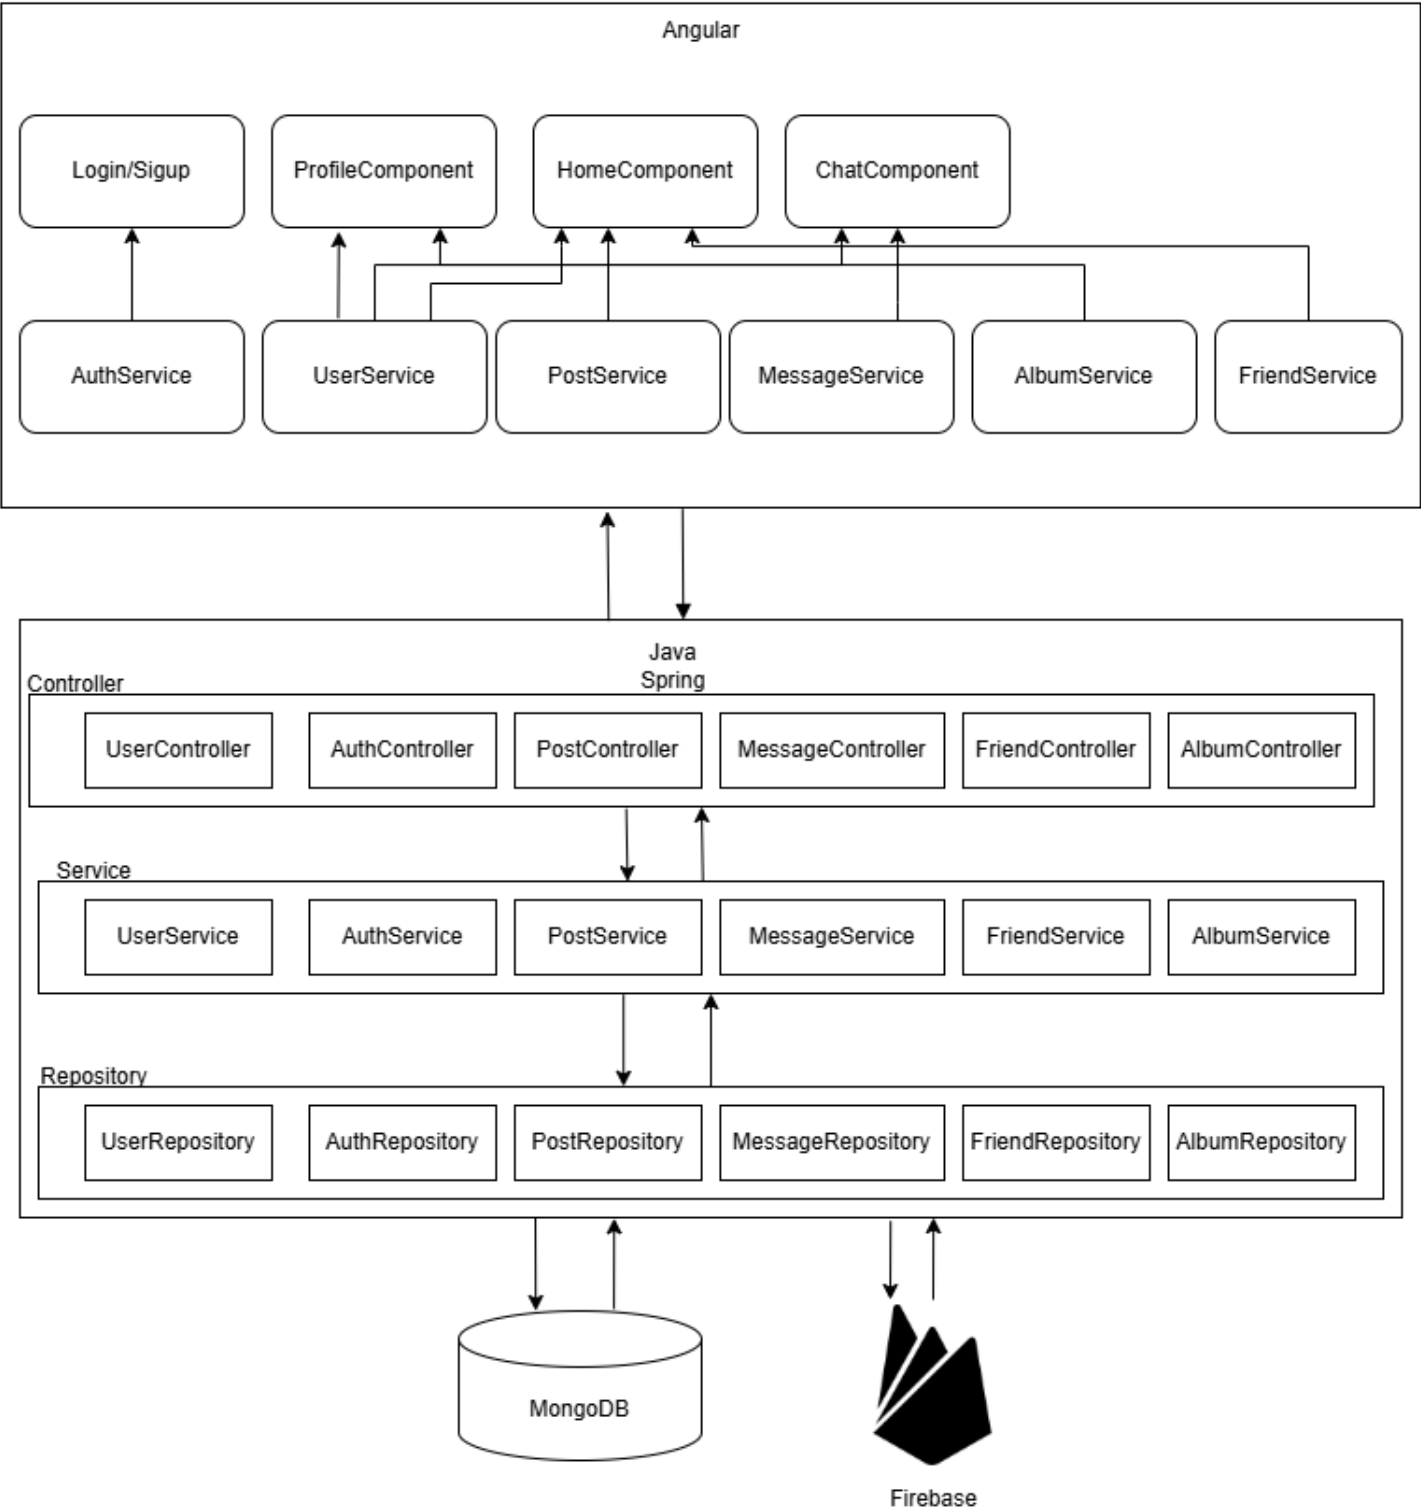 Angular
Login/Sigup
ProfileComponent
HomeComponent
ChatComponent
AuthService
UserService
PostService
MessageService
AlbumService
FriendService
Java
Spring
Controller
UserController
AuthController
PostController
MessageController
FriendController
AlbumController
Service
UserService
AuthService
PostService
MessageService
FriendService
AlbumService
Repository
UserRepository
AuthRepository
PostRepository
MessageRepository
FriendRepository
AlbumRepository
MongoDB
Firebase